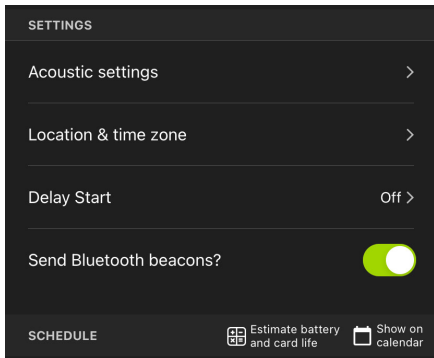 SETTINGS
Acoustic settings
Location & time zone
Delay Start Off
Send Bluetooth beacons?
SCHEDULE
Estimate battery
and card life
Show on
calendar